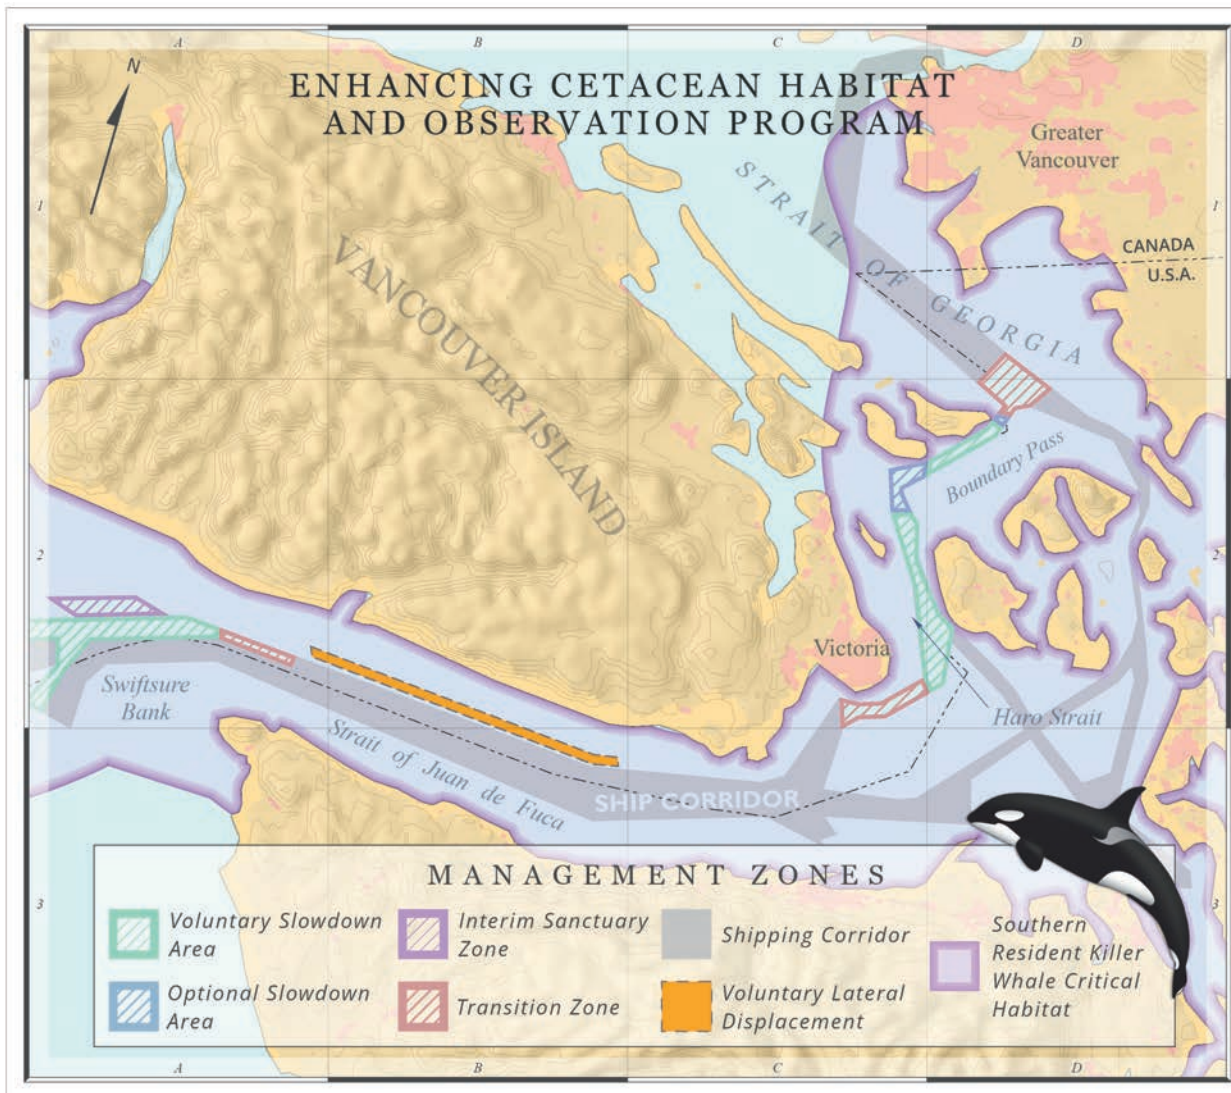 A B C D
N
ENHANCING CETACEAN HABITAT
AND OBSERVATION PROGRAM
Greater
Vancouver
1 1
STRAIT OF GEORGIA
CANADA
U.S.A.
VANCOUVER ISLAND
Boundary Pass
2 2
Victoria
Swiftsure
Bank
Haro Strait
Strait of Juan de Fuca
SHIP CORRIDOR
MANAGEMENT ZONES
3 3
Voluntary Slowdown
Area
Interim Sanctuary
Zone
Shipping Corridor
Southern
Resident Killer
Whale Critical
Habitat
Optional Slowdown
Area
Transition Zone
Voluntary Lateral
Displacement
A B C D